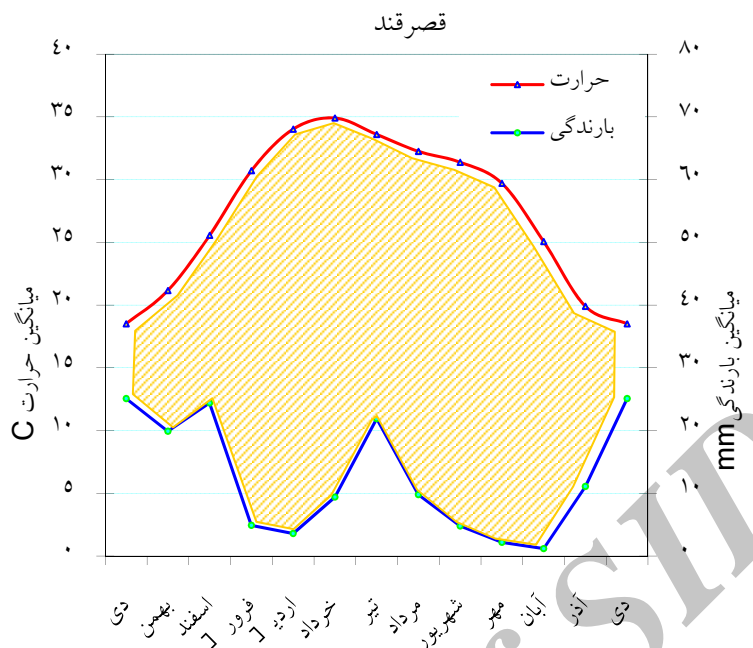 قصرقند
حرارت
بارندگی
۴۰
۳۵
۳۰
۲۵
۲۰
۱۵
۱۰
۵
۰
۸۰
۷۰
۶۰
۵۰
۴۰
۳۰
۲۰
۱۰
۰
میانگین حرارت C
میانگین بارندگی mm
دی
بهمن
اسفند
فرور
اردیـ
خرداد
تیر
مرداد
شهریور
مهر
آبان
آذر
دی
SID